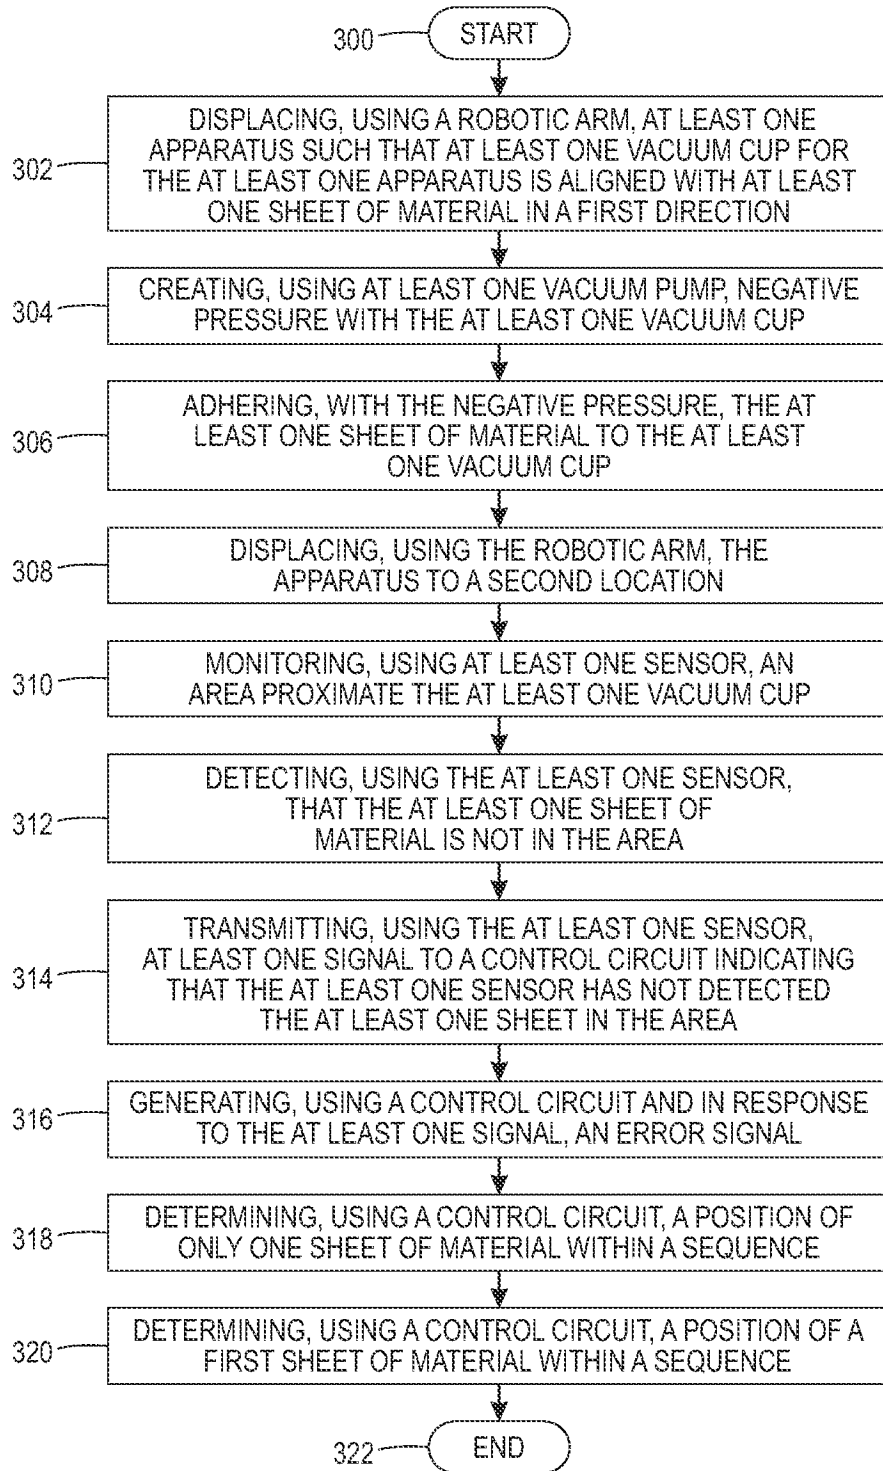 300
START
302
DISPLACING, USING A ROBOTIC ARM, AT LEAST ONE
APPARATUS SUCH THAT AT LEAST ONE VACUUM CUP FOR
THE AT LEAST ONE APPARATUS IS ALIGNED WITH AT LEAST
ONE SHEET OF MATERIAL IN A FIRST DIRECTION
304
CREATING, USING AT LEAST ONE VACUUM PUMP, NEGATIVE
PRESSURE WITH THE AT LEAST ONE VACUUM CUP
306
ADHERING, WITH THE NEGATIVE PRESSURE, THE AT
LEAST ONE SHEET OF MATERIAL TO THE AT LEAST
ONE VACUUM CUP
308
DISPLACING, USING THE ROBOTIC ARM, THE
APPARATUS TO A SECOND LOCATION
310
MONITORING, USING AT LEAST ONE SENSOR, AN
AREA PROXIMATE THE AT LEAST ONE VACUUM CUP
312
DETECTING, USING THE AT LEAST ONE SENSOR,
THAT THE AT LEAST ONE SHEET OF
MATERIAL IS NOT IN THE AREA
314
TRANSMITTING, USING THE AT LEAST ONE SENSOR,
AT LEAST ONE SIGNAL TO A CONTROL CIRCUIT INDICATING
THAT THE AT LEAST ONE SENSOR HAS NOT DETECTED
THE AT LEAST ONE SHEET IN THE AREA
316
GENERATING, USING A CONTROL CIRCUIT AND IN RESPONSE
TO THE AT LEAST ONE SIGNAL, AN ERROR SIGNAL
318
DETERMINING, USING A CONTROL CIRCUIT, A POSITION OF
ONLY ONE SHEET OF MATERIAL WITHIN A SEQUENCE
320
DETERMINING, USING A CONTROL CIRCUIT, A POSITION OF A
FIRST SHEET OF MATERIAL WITHIN A SEQUENCE
322
END